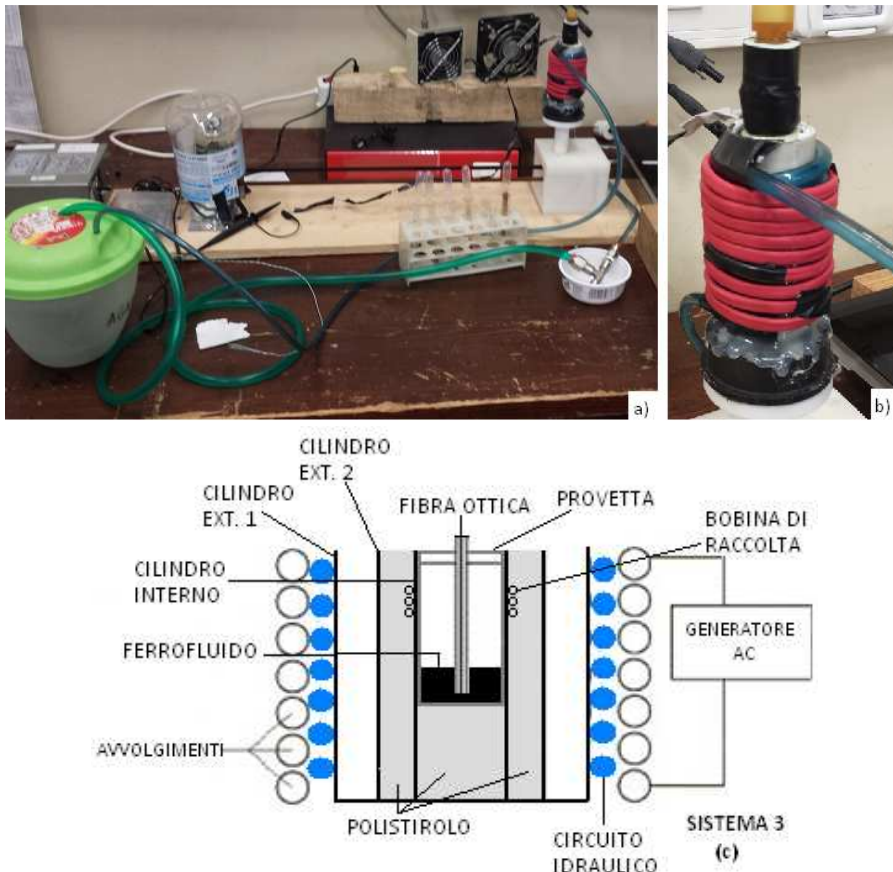 a)
b)
CILINDRO
EXT. 2
CILINDRO
EXT. 1
FIBRA OTTICA
PROVETTA
BOBINA DI
RACCOLTA
CILINDRO
INTERNO
GENERATORE
AC
FERROFLUIDO
AVVOLGIMENTI
POLISTIROLO
CIRCUITO
IDRAULICO
SISTEMA 3
(c)